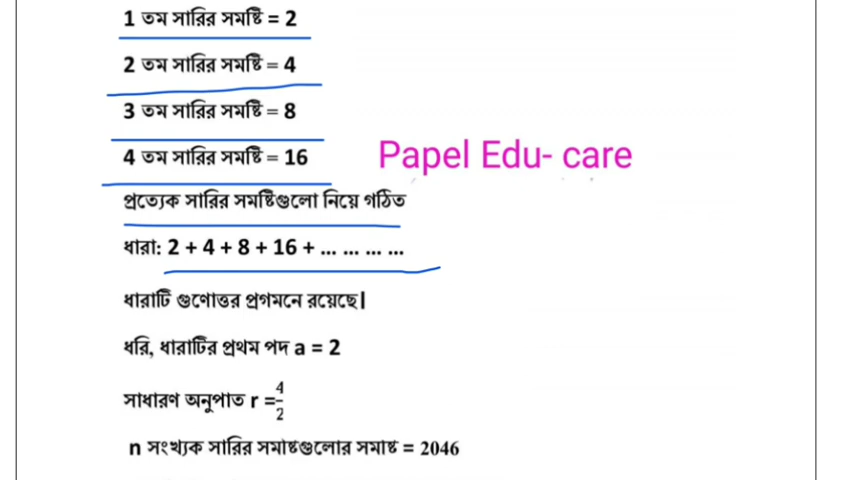 1 তম সারির সমষ্টি = 2
2 তম সারির সমষ্টি = 4
3 তম সারির সমষ্টি = 8
4 তম সারির সমষ্টি = 16
Papel Edu- care
প্রত্যেক সারির সমষ্টিগুলো নিয়ে গঠিত
ধারা: 2 + 4 + 8 + 16 + ... ... ... ...
ধারাটি গুণোত্তর প্রগমনে রয়েছে|
ধরি, ধারাটির প্রথম পদ a = 2
সাধারণ অনুপাত r = 4/2
n সংখ্যক সারির সমষ্টিগুলোর সমষ্টি = 2046